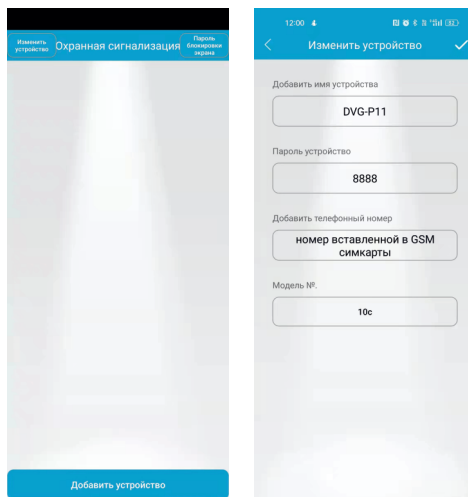 Изменить
устройство
Охранная сигнализация
Пароль
блокировки
экрана
Добавить устройство
12:00
Изменить устройство
Добавить имя устройства
DVG-P11
Пароль устройство
8888
Добавить телефонный номер
номер вставленной в GSM
симкарты
Модель №.
10c